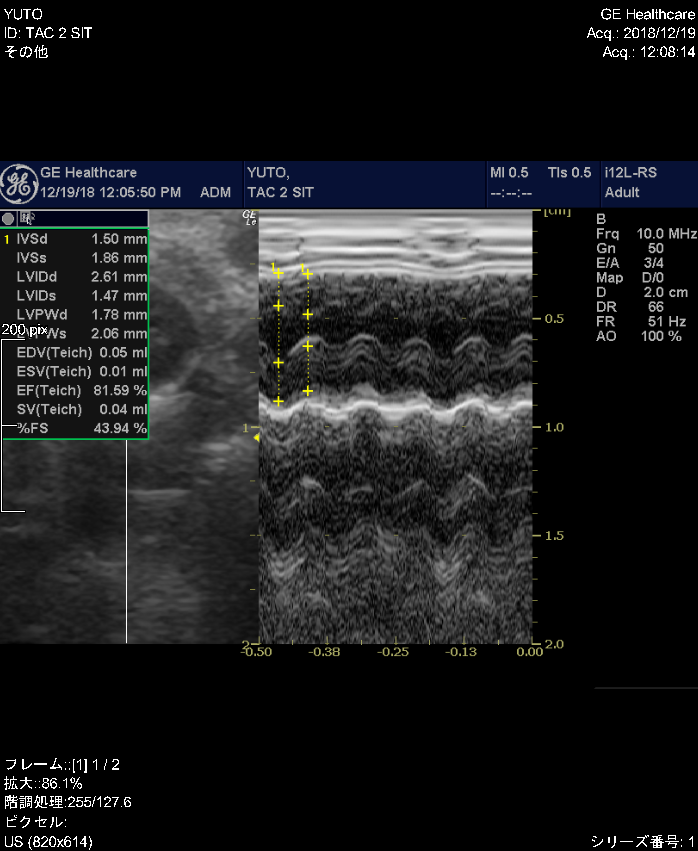 YUTO
ID: TAC 2 SIT
その他
GE Healthcare
Acq.: 2018/12/19
Acq.: 12:08:14
GE Healthcare
12/19/18 12:05:50 PM ADM
YUTO,
TAC 2 SIT
MI 0.5 TIs 0.5
--:--:--
i12L-RS
Adult
1 IVSd 1.50 mm
IVSs 1.86 mm
LVIDd 2.61 mm
LVIDs 1.47 mm
LVPWd 1.78 mm
2.06 mm
200 pix
EDV(Teich) 0.05 ml
ESV(Teich) 0.01 ml
EF(Teich) 81.59 %
SV(Teich) 0.04 ml
%FS 43.94 %
GE
1 1
0.5
1
1.0
1.5
2
2.0
-0.50 -0.38 -0.25 -0.13 0.00
B
Frq 10.0 MHz
Gn 50
E/A 3/4
Map D/0
D 2.0 cm
DR 66
FR 51 Hz
AO 100 %
フレーム::[1] 1 / 2
拡大::86.1%
階調処理:255/127.6
ピクセル:
US (820x614)
シリーズ番号: 1